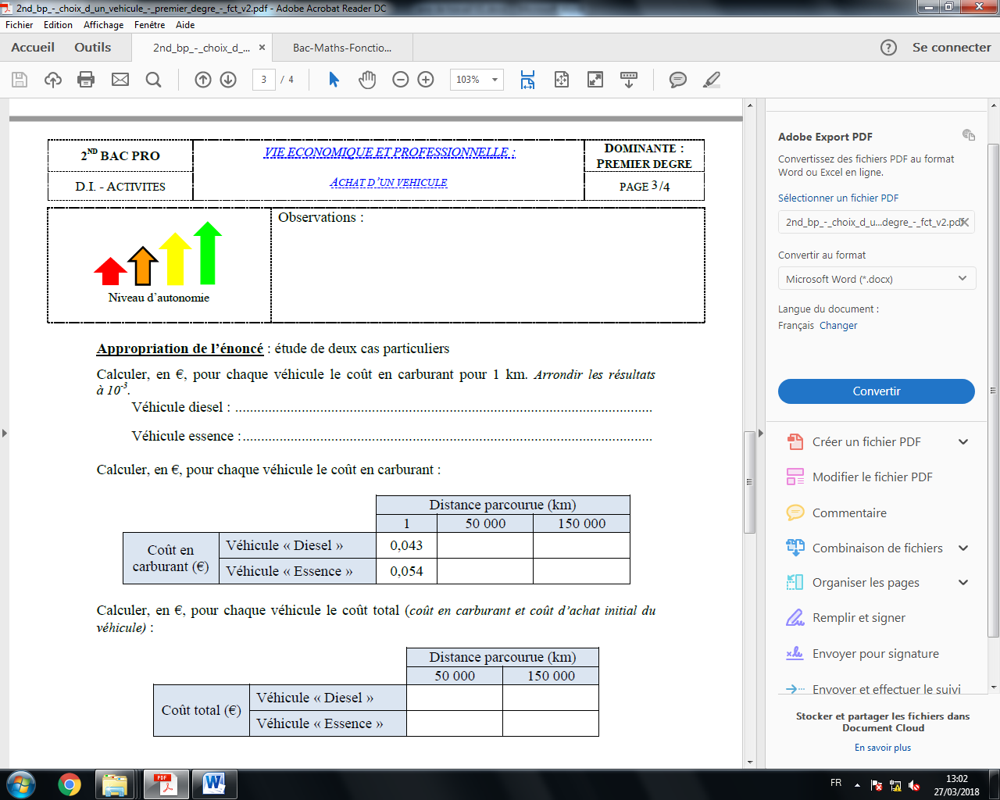 2nd_bp_-_choix_d_un_vehicule_-_premier_degre_-_fct_v2.pdf - Adobe Acrobat Reader DC
Fichier Edition Affichage Fenêtre Aide
Accueil Outils 2nd_bp_-_choix_d_... × Bac-Maths-Fonctio... ? Se connecter
3 / 4 103%
2ND BAC PRO
VIE ECONOMIQUE ET PROFESSIONNELLE :
DOMINANTE :
PREMIER DEGRE
D.I. - ACTIVITES
ACHAT D'UN VEHICULE
PAGE 3/4
Niveau d'autonomie
Observations :
Appropriation de l'énoncé : étude de deux cas particuliers
Calculer, en €, pour chaque véhicule le coût en carburant pour 1 km. Arrondir les résultats
à 10-3.
Véhicule diesel : ..........................................................................................................
Véhicule essence :........................................................................................................
Calculer, en €, pour chaque véhicule le coût en carburant :
Distance parcourue (km)
1 50 000 150 000
Coût en
carburant (€)
Véhicule « Diesel » 0,043
Véhicule « Essence » 0,054
Calculer, en €, pour chaque véhicule le coût total (coût en carburant et coût d'achat initial du
véhicule) :
Distance parcourue (km)
50 000 150 000
Coût total (€)
Véhicule « Diesel »
Véhicule « Essence »
Adobe Export PDF
Convertissez des fichiers PDF au format
Word ou Excel en ligne.
Sélectionner un fichier PDF
2nd_bp_-_choix_d_u...degre_-_fct_v2.pdf
Convertir au format
Microsoft Word (*.docx)
Langue du document :
Français Changer
Convertir
Créer un fichier PDF
Modifier le fichier PDF
Commentaire
Combinaison de fichiers
Organiser les pages
Remplir et signer
Envoyer pour signature
Envoyer et effectuer le suivi
Stocker et partager les fichiers dans
Document Cloud
En savoir plus
FR
13:02
27/03/2018